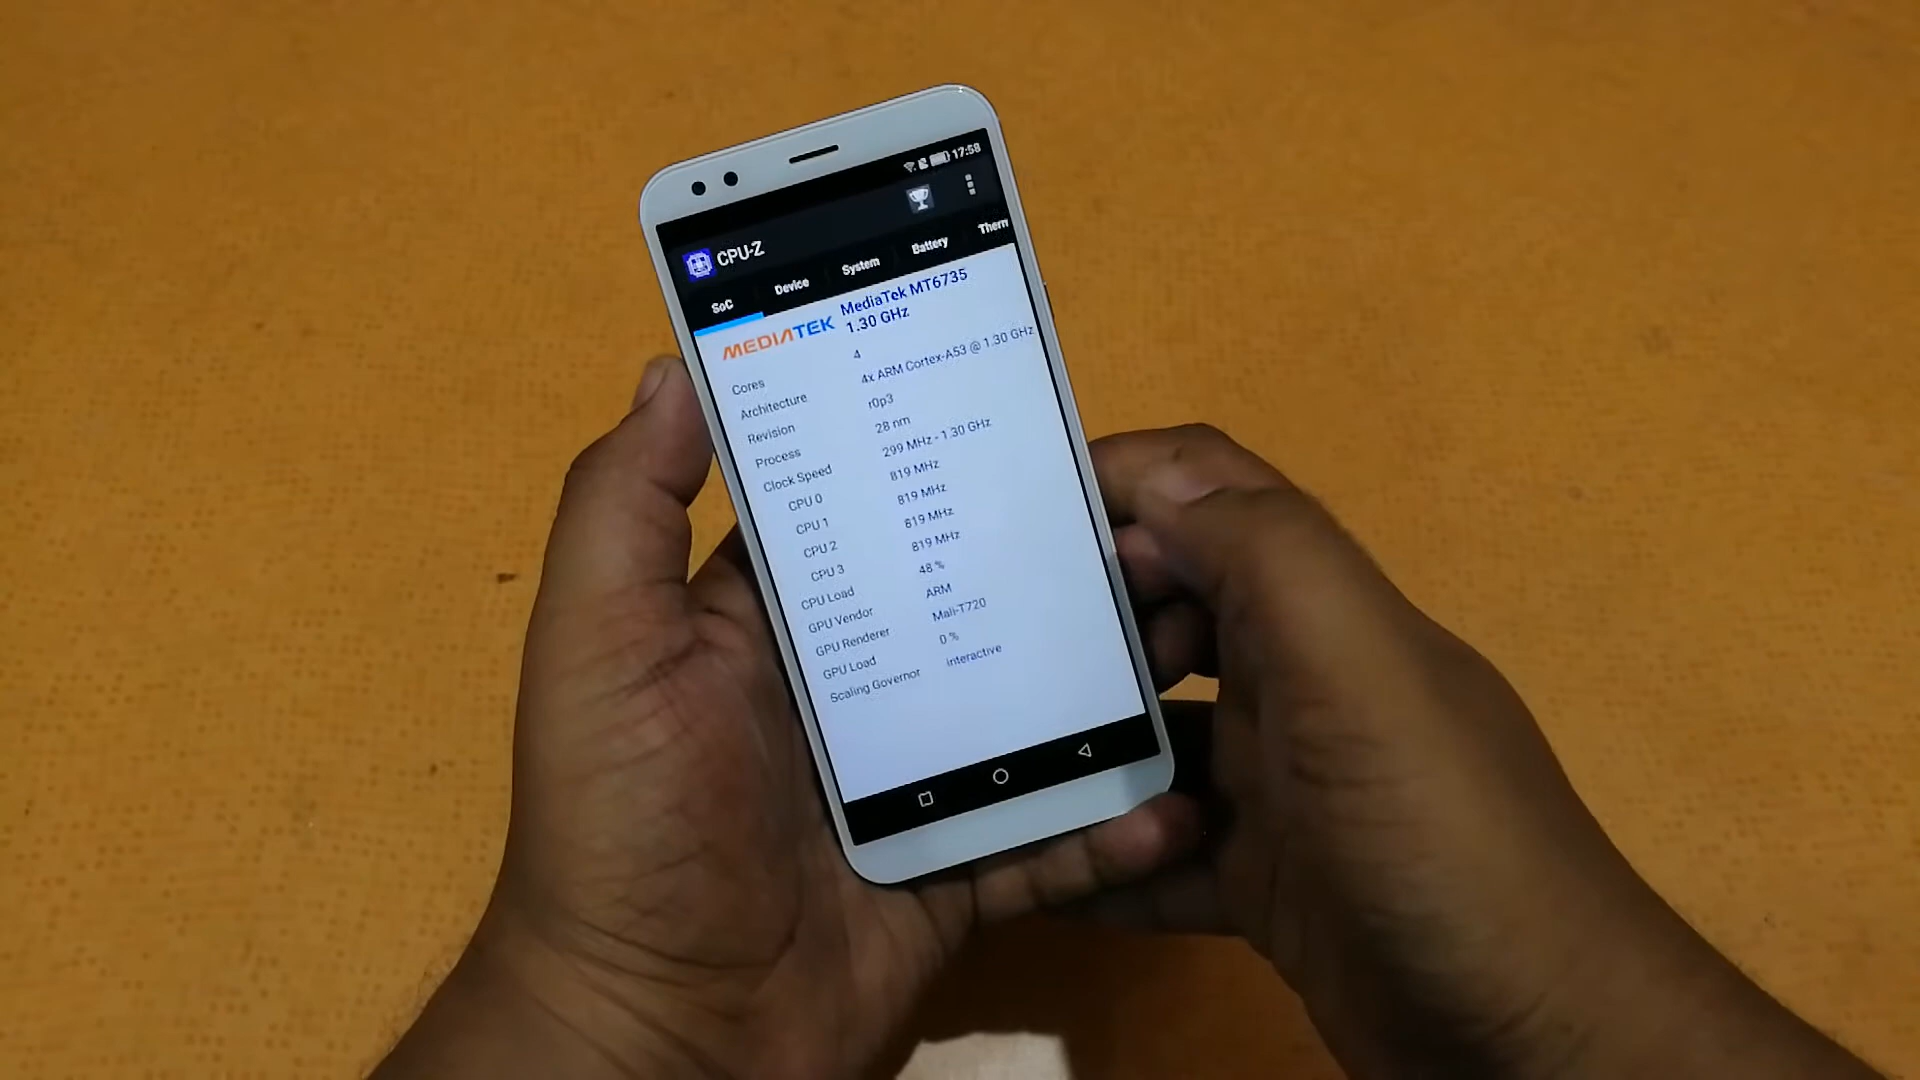 17:58
CPU-Z
SoC Device System Battery Therm
MEDIATEK MediaTek MT6735
1.30 GHz
Cores 4
Architecture 4x ARM Cortex-A53 @ 1.30 GHz
Revision r0p3
Process 28 nm
Clock Speed 299 MHz - 1.30 GHz
CPU 0 819 MHz
CPU 1 819 MHz
CPU 2 819 MHz
CPU 3 819 MHz
CPU Load 48 %
GPU Vendor ARM
GPU Renderer Mali-T720
GPU Load 0 %
Scaling Governor interactive